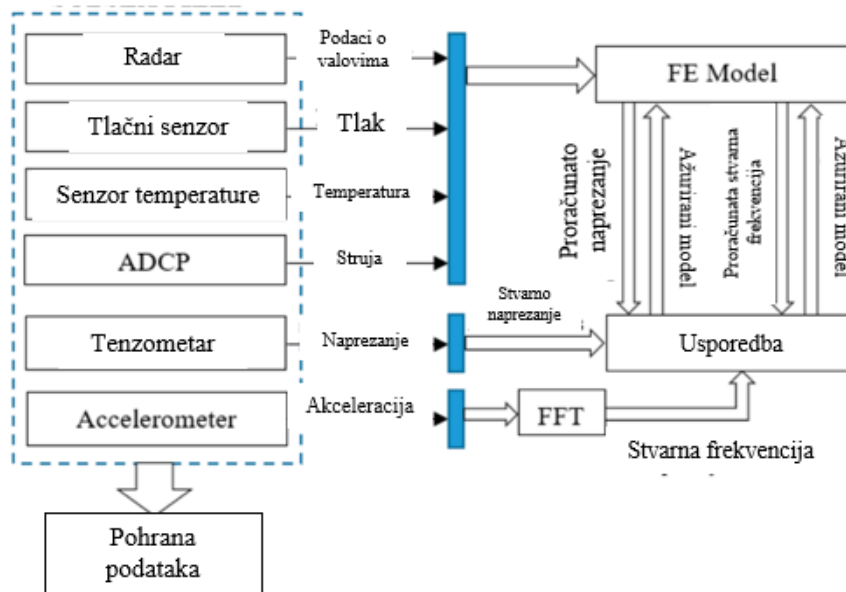 Radar
Podaci o
valovima
FE Model
Tlačni senzor
Tlak
Senzor temperature
Temperatura
Proračunato
naprezanje
Ažurirani model
Proračunata stvarna
frekvencija
Ažurirani
model
ADCP
Struja
Stvarno
naprezanje
Tenzometar
Naprezanje
Usporedba
Accelerometer
Akceleracija
FFT
Stvarna frekvencija
Pohrana
podataka